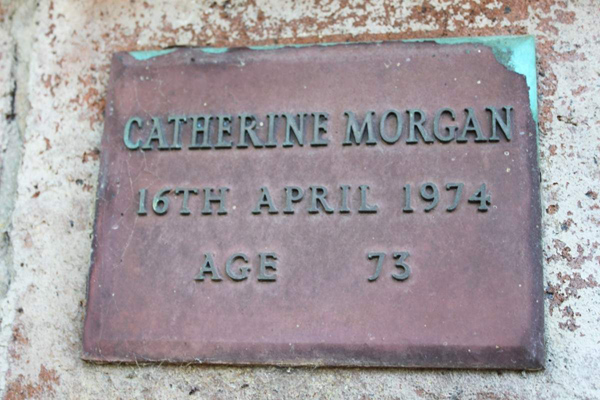 CATHERINE MORGAN
16TH APRIL 1974
AGE 73